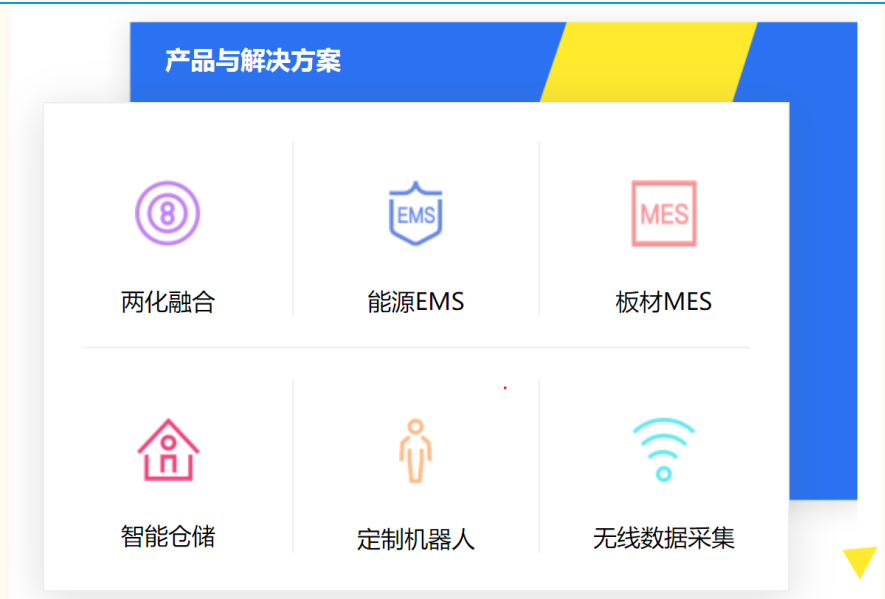 产品与解决方案
8
EMS
MES
两化融合
能源EMS
板材MES
智能仓储
定制机器人
无线数据采集